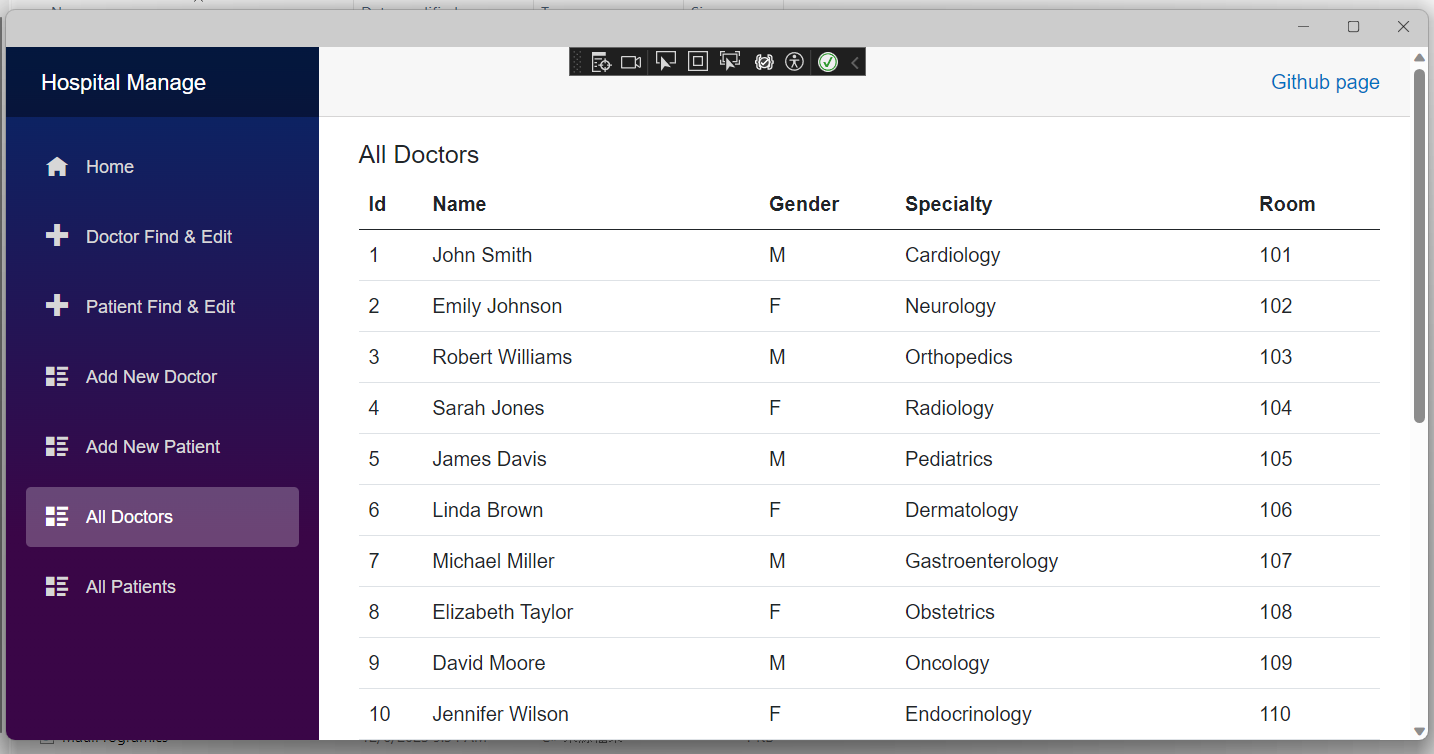 Hospital Manage
Github page
Home
Doctor Find & Edit
Patient Find & Edit
Add New Doctor
Add New Patient
All Doctors
All Patients
All Doctors
Id Name Gender Specialty Room
1 John Smith M Cardiology 101
2 Emily Johnson F Neurology 102
3 Robert Williams M Orthopedics 103
4 Sarah Jones F Radiology 104
5 James Davis M Pediatrics 105
6 Linda Brown F Dermatology 106
7 Michael Miller M Gastroenterology 107
8 Elizabeth Taylor F Obstetrics 108
9 David Moore M Oncology 109
10 Jennifer Wilson F Endocrinology 110